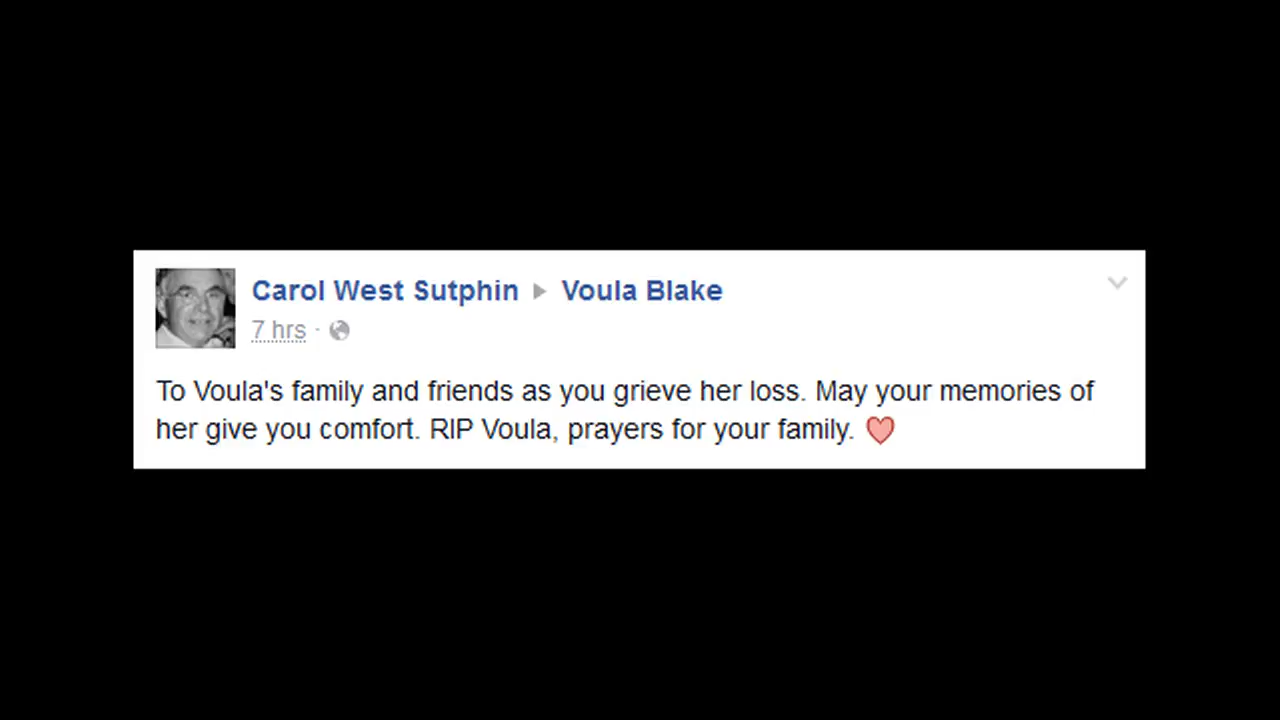 Carol West Sutphin ▶ Voula Blake
7 hrs ·
To Voula's family and friends as you grieve her loss. May your memories of
her give you comfort. RIP Voula, prayers for your family.